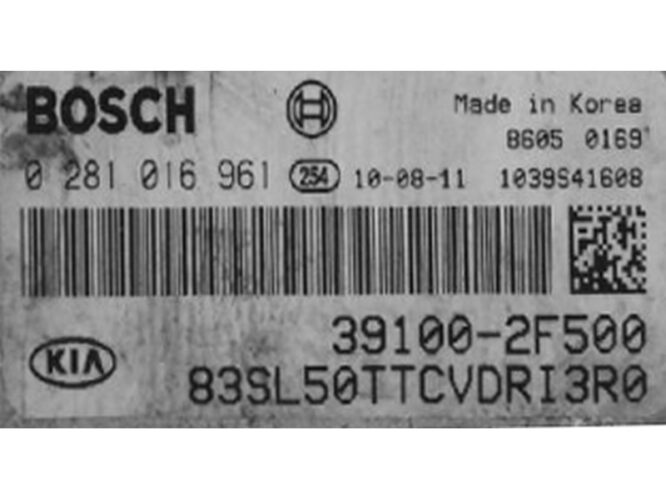 BOSCH
Made in Korea
8605 0169
0 281 016 961 254 10-08-11 1039S41608
39100-2F500
KIA
83SL50TTCVDRI3R0